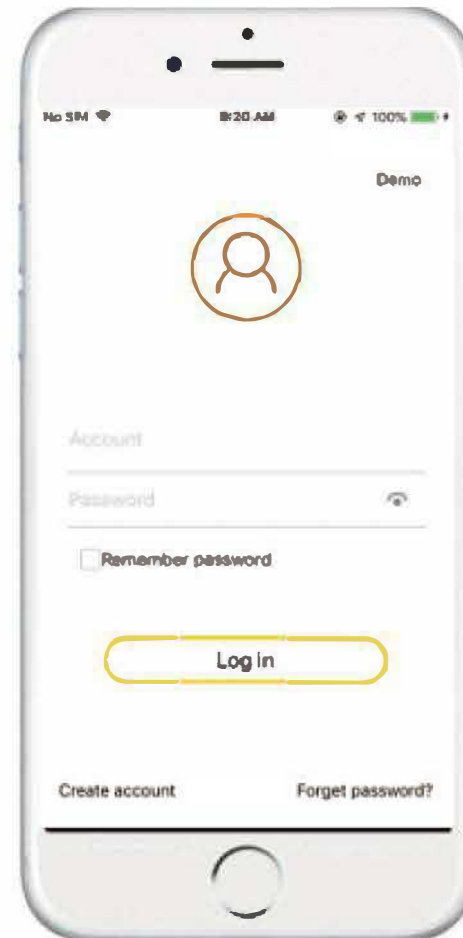 No SIM 8:20 AM 100%
Demo
Account
Password
Remember password
Log in
Create account Forget password?